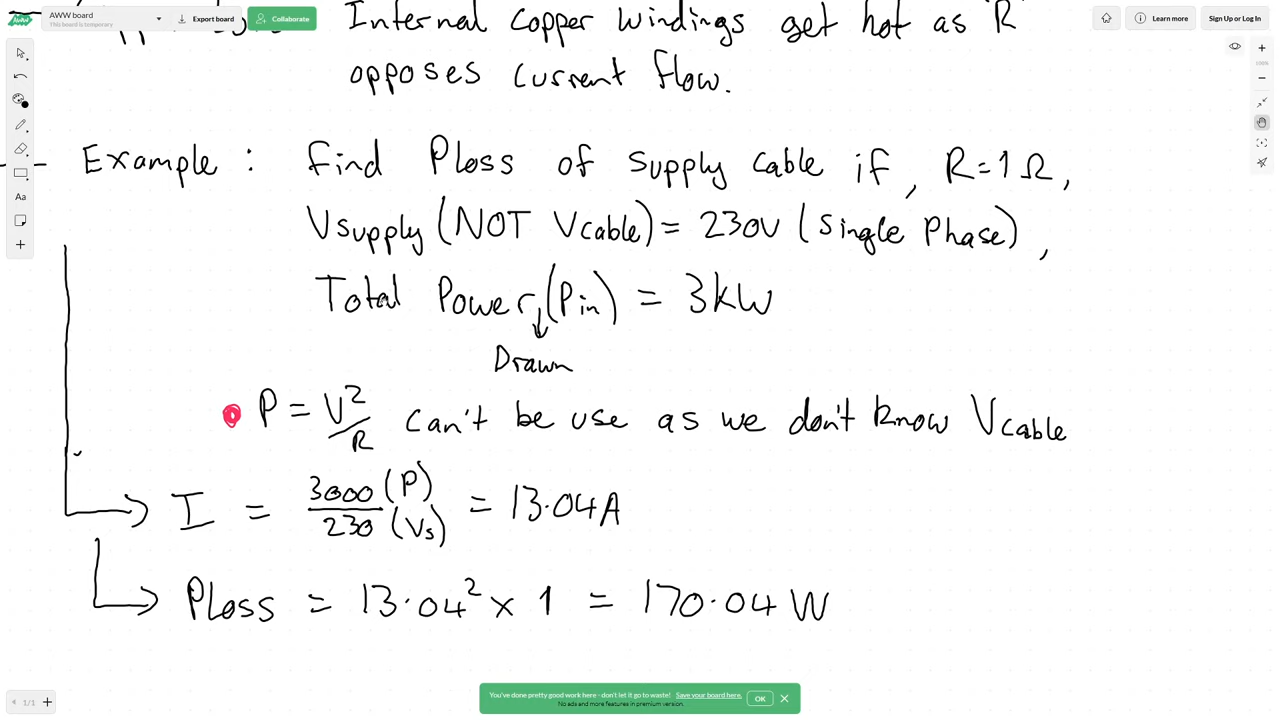 AWW
AWW board
This board is temporary
Export board
Collaborate
Learn more
Sign Up or Log In
Internal Copper Windings get hot as 'R'
opposes current flow.
100%
Example : find Ploss of supply cable if, R=1Ω,
Vsupply (NOT Vcable) = 230V (single Phase),
Total Power (Pin) = 3kW
Drawn
Aa
P = V²/R can't be use as we don't know Vcable
I = 3000 (P) / 230 (Vs) = 13.04A
Ploss = 13.04² x 1 = 170.04 W
You've done pretty good work here - don't let it go to waste! Save your board here.
No ads and more features in premium version.
OK
1/1